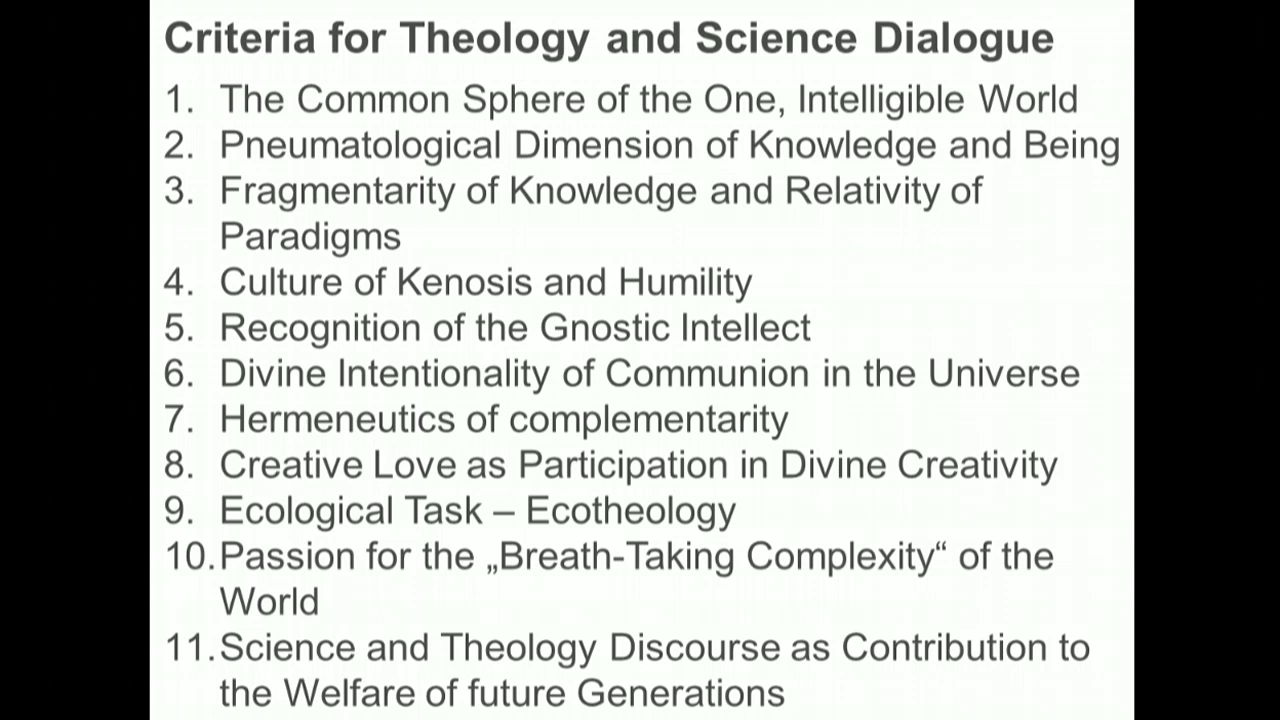 Criteria for Theology and Science Dialogue
1. The Common Sphere of the One, Intelligible World
2. Pneumatological Dimension of Knowledge and Being
3. Fragmentarity of Knowledge and Relativity of
Paradigms
4. Culture of Kenosis and Humility
5. Recognition of the Gnostic Intellect
6. Divine Intentionality of Communion in the Universe
7. Hermeneutics of complementarity
8. Creative Love as Participation in Divine Creativity
9. Ecological Task – Ecotheology
10. Passion for the „Breath-Taking Complexity“ of the
World
11. Science and Theology Discourse as Contribution to
the Welfare of future Generations